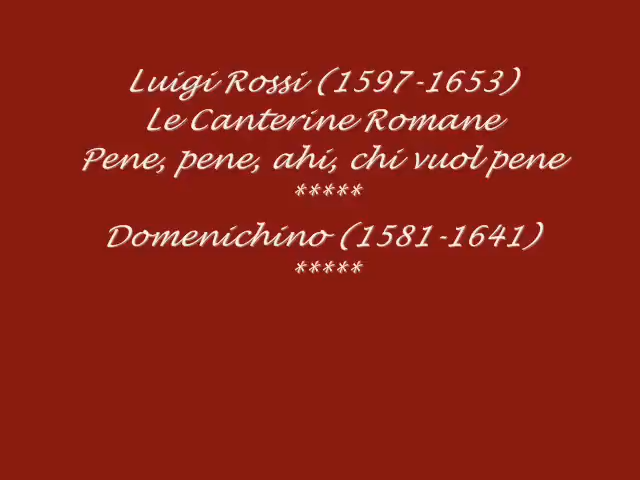 Luigi Rossi (1597-1653)
Le Canterine Romane
Pene, pene, ahi, chi vuol pene
*****
Domenichino (1581-1641)
*****